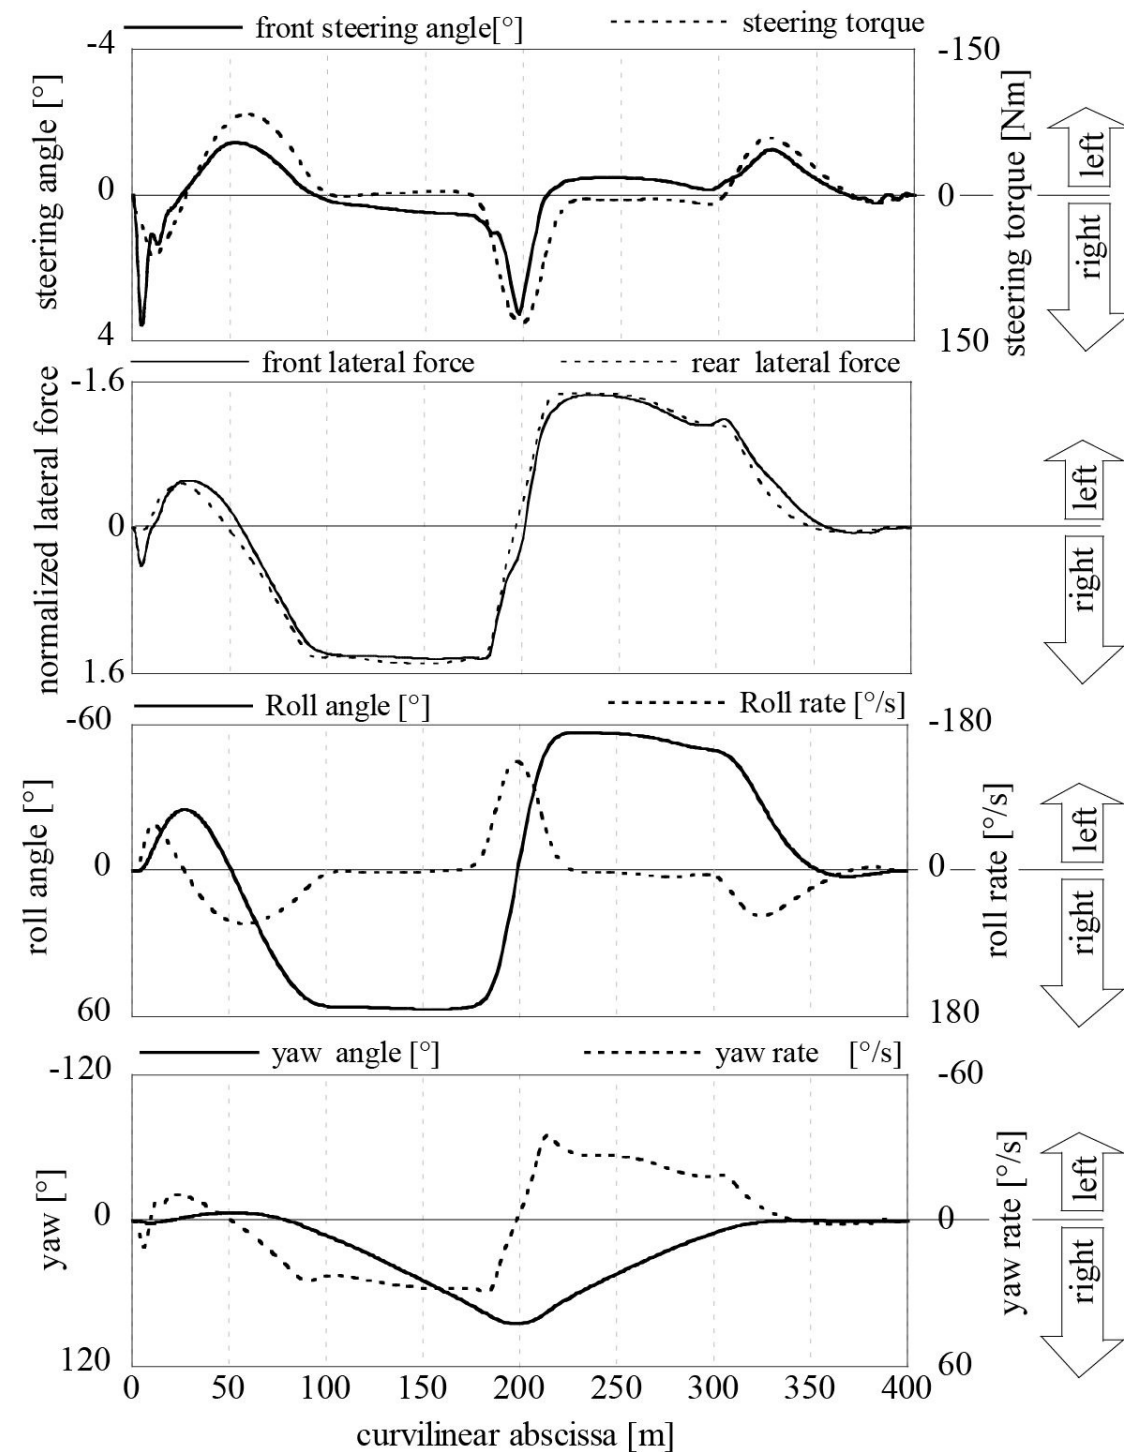 front steering angle[°] steering torque
-4 -150
steering angle [°]
steering torque [Nm]
left
0 0
right
4 150
front lateral force rear lateral force
-1.6
normalized lateral force
left
0
right
1.6
Roll angle [°] Roll rate [°/s]
-60 -180
roll angle [°]
roll rate [°/s]
left
0 0
right
60 180
yaw angle [°] yaw rate [°/s]
-120 -60
yaw [°]
yaw rate [°/s]
left
0 0
right
120 60
0 50 100 150 200 250 300 350 400
curvilinear abscissa [m]